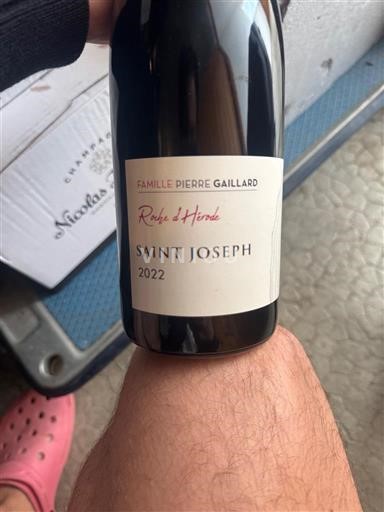 FAMILLE PIERRE GAILLARD
Roche d'Hérode
SAINT JOSEPH
2022
CHAMPAGNE
Nicolas